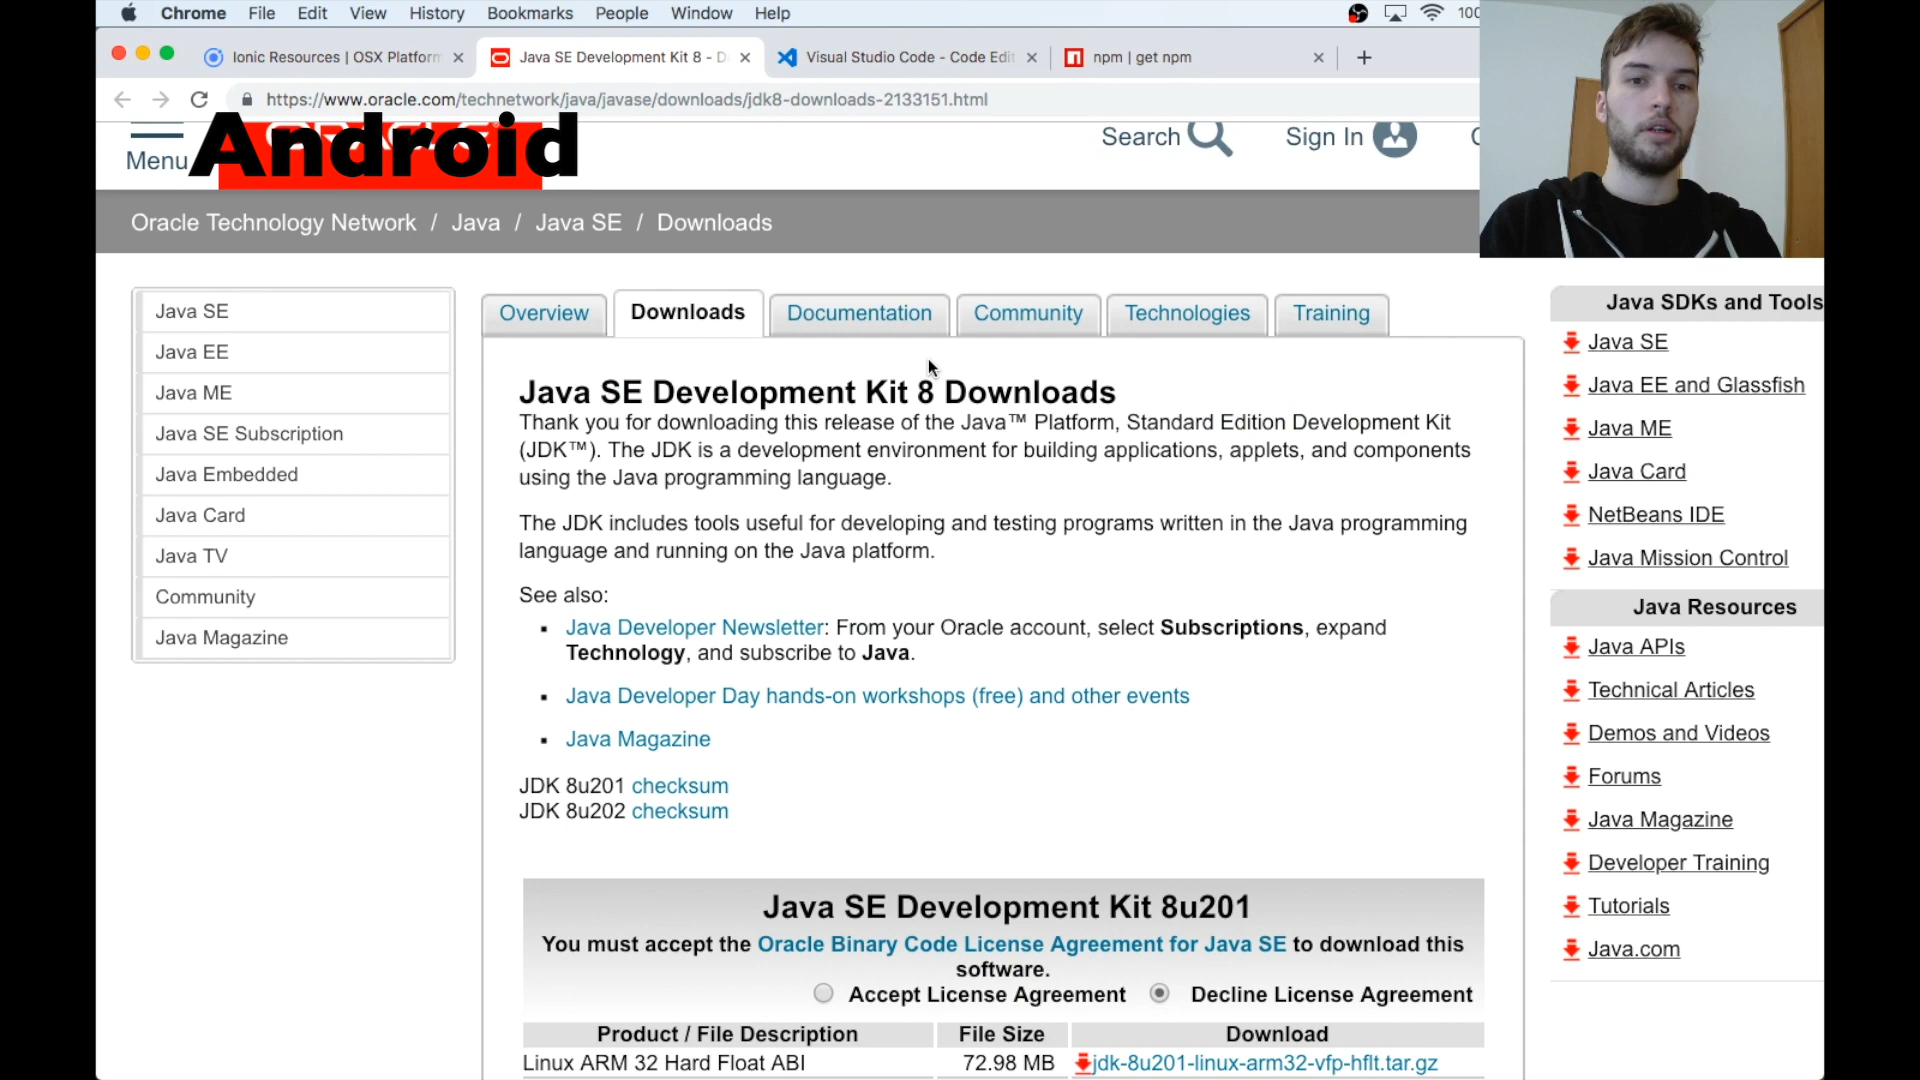 Chrome File Edit View History Bookmarks People Window Help 100
Ionic Resources | OSX Platform
Java SE Development Kit 8 - D
Visual Studio Code - Code Edit
npm | get npm
https://www.oracle.com/technetwork/java/javase/downloads/jdk8-downloads-2133151.html
Menu
Android
Search
Sign In
Oracle Technology Network / Java / Java SE / Downloads
Java SE
Java EE
Java ME
Java SE Subscription
Java Embedded
Java Card
Java TV
Community
Java Magazine
Overview Downloads Documentation Community Technologies Training
Java SE Development Kit 8 Downloads
Thank you for downloading this release of the Java™ Platform, Standard Edition Development Kit
(JDK™). The JDK is a development environment for building applications, applets, and components
using the Java programming language.
The JDK includes tools useful for developing and testing programs written in the Java programming
language and running on the Java platform.
See also:
▪ Java Developer Newsletter: From your Oracle account, select Subscriptions, expand
Technology, and subscribe to Java.
▪ Java Developer Day hands-on workshops (free) and other events
▪ Java Magazine
JDK 8u201 checksum
JDK 8u202 checksum
Java SE Development Kit 8u201
You must accept the Oracle Binary Code License Agreement for Java SE to download this
software.
Accept License Agreement Decline License Agreement
Product / File Description File Size Download
Linux ARM 32 Hard Float ABI 72.98 MB jdk-8u201-linux-arm32-vfp-hflt.tar.gz
Java SDKs and Tools
Java SE
Java EE and Glassfish
Java ME
Java Card
NetBeans IDE
Java Mission Control
Java Resources
Java APIs
Technical Articles
Demos and Videos
Forums
Java Magazine
Developer Training
Tutorials
Java.com